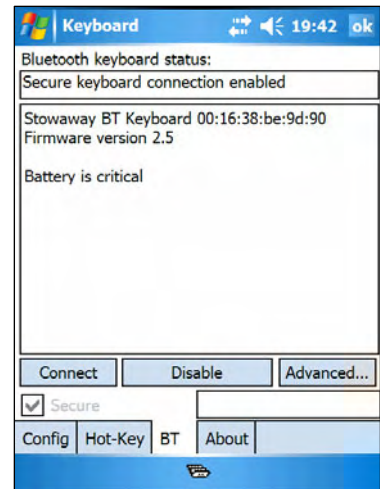 Keyboard 19:42 ok
Bluetooth keyboard status:
Secure keyboard connection enabled
Stowaway BT Keyboard 00:16:38:be:9d:90
Firmware version 2.5
Battery is critical
Connect Disable Advanced...
Secure
Config Hot-Key BT About